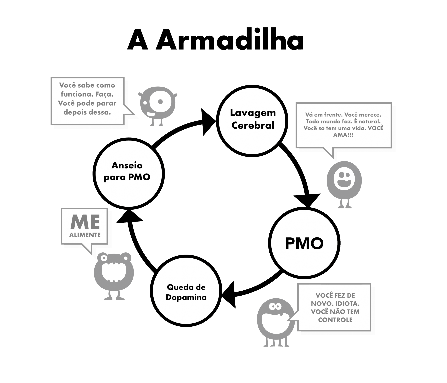 A Armadilha
Você sabe como
funciona. Faça.
Você pode parar
depois dessa.
Lavagem
Cerebral
Vá em frente. Você merece.
Todo mundo faz. É natural.
Você só tem uma vida. VOCÊ
AMA!!!
Anseio
para PMO
ME
ALIMENTE
PMO
Queda de
Dopamina
VOCÊ FEZ DE
NOVO. IDIOTA.
VOCÊ NÃO TEM
CONTROLE